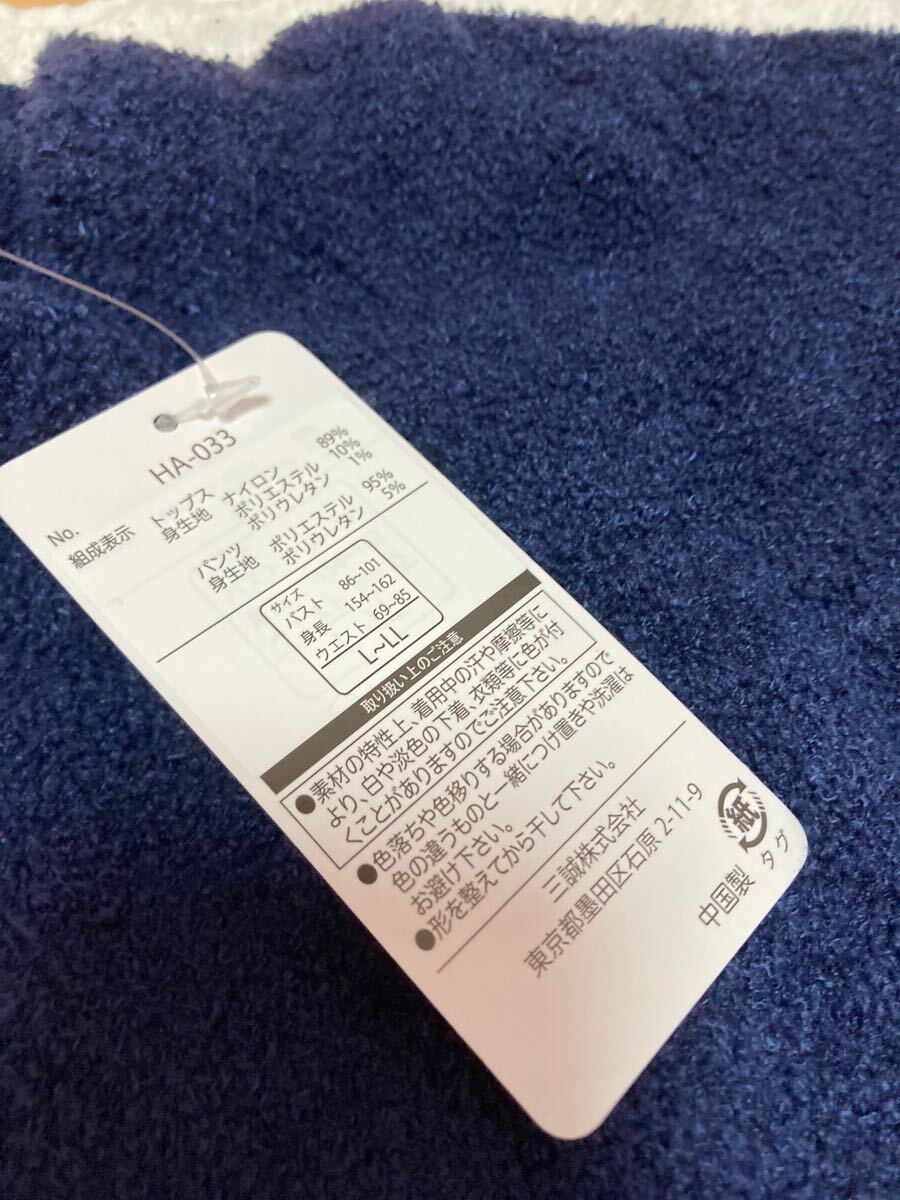 No. HA-033
組成表示 トップス ナイロン 89%
身生地 ポリエステル 10%
ポリウレタン 1%
パンツ ポリエステル 95%
身生地 ポリウレタン 5%
サイズ
バスト 86~101
身長 154~162
ウエスト 69~85
L~LL
取り扱い上のご注意
●素材の特性上、着用中の汗や摩擦等に
より、白や淡色の下着、衣類等に色が付
くことがありますのでご注意下さい。
●色落ちや色移りする場合がありますので
色の違うものと一緒につけ置きや洗濯は
お避け下さい。
●形を整えてから干して下さい。
三誠株式会社
東京都墨田区石原 2-11-9
中国製
紙
タグ